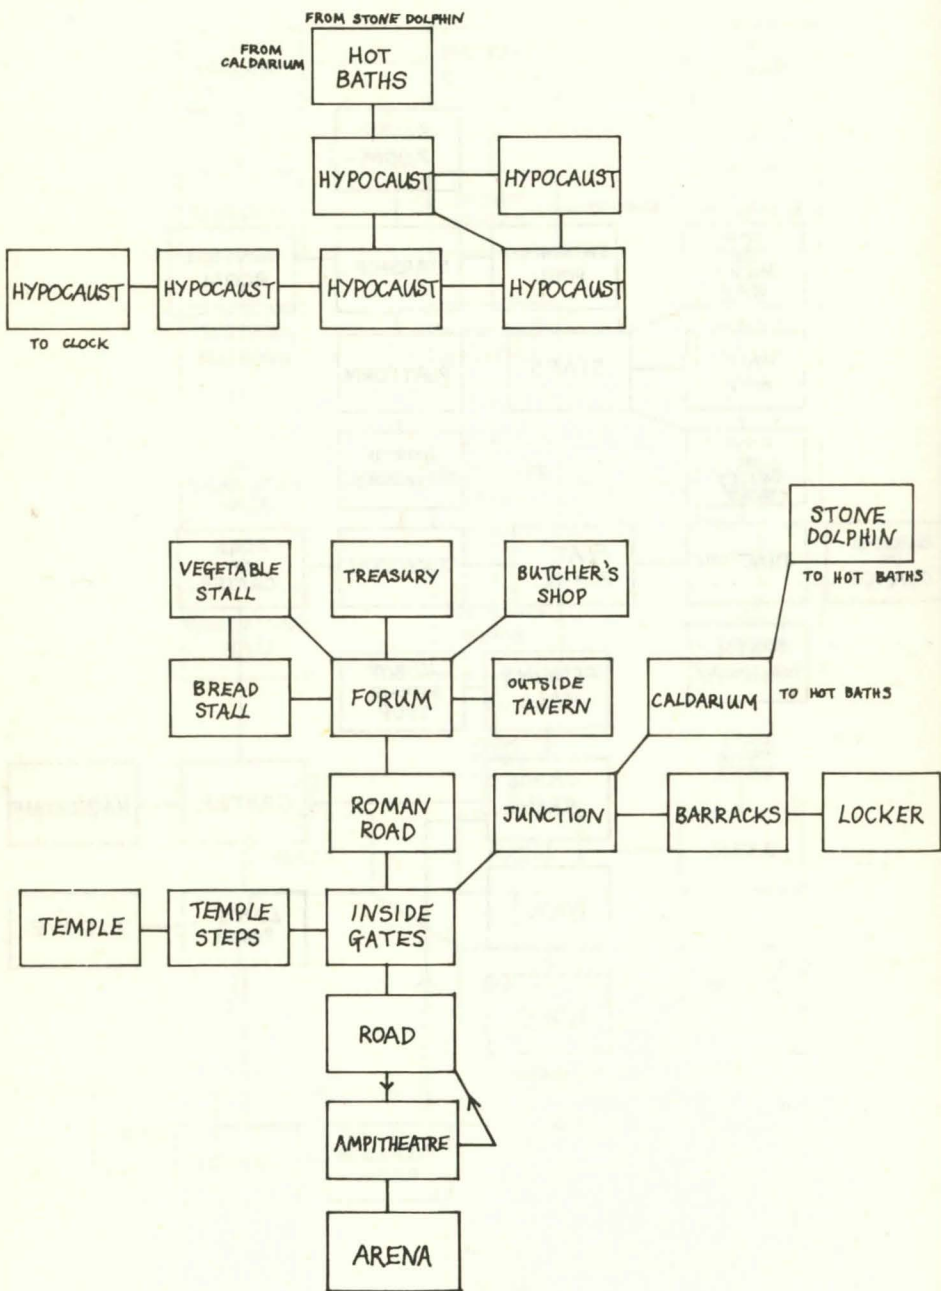 FROM STONE DOLPHIN
FROM
CALDARIUM
HOT
BATHS
HYPOCAUST
HYPOCAUST
HYPOCAUST
HYPOCAUST
HYPOCAUST
HYPOCAUST
TO CLOCK
STONE
DOLPHIN
TO HOT BATHS
VEGETABLE
STALL
TREASURY
BUTCHER'S
SHOP
BREAD
STALL
FORUM
OUTSIDE
TAVERN
CALDARIUM
TO HOT BATHS
ROMAN
ROAD
JUNCTION
BARRACKS
LOCKER
TEMPLE
TEMPLE
STEPS
INSIDE
GATES
ROAD
AMPITHEATRE
ARENA